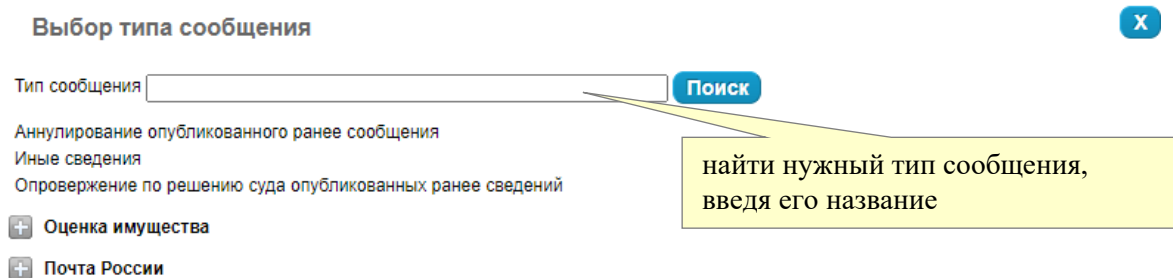 Выбор типа сообщения
X
Тип сообщения
Поиск
Аннулирование опубликованного ранее сообщения
Иные сведения
Опровержение по решению суда опубликованных ранее сведений
найти нужный тип сообщения,
введя его название
Оценка имущества
Почта России